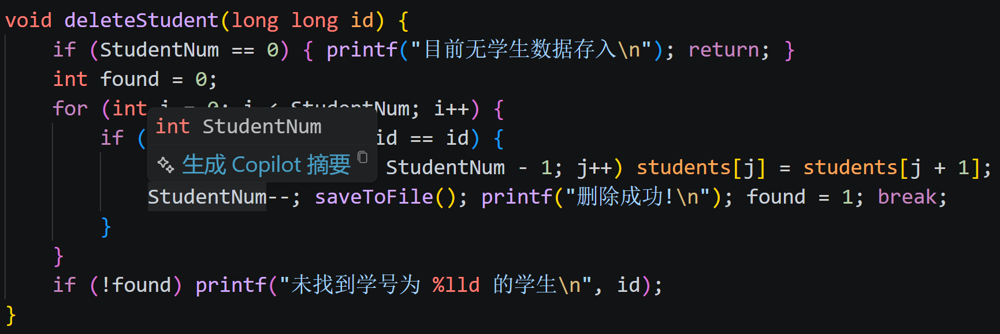 void deleteStudent(long long id) {
if (StudentNum == 0) { printf("目前无学生数据存入\n"); return; }
int found = 0;
for (int i = 0; i < StudentNum; i++) {
int StudentNum
if ( id == id) {
生成 Copilot 摘要
StudentNum - 1; j++) students[j] = students[j + 1];
StudentNum--; saveToFile(); printf("删除成功!\n"); found = 1; break;
}
}
if (!found) printf("未找到学号为 %lld 的学生\n", id);
}